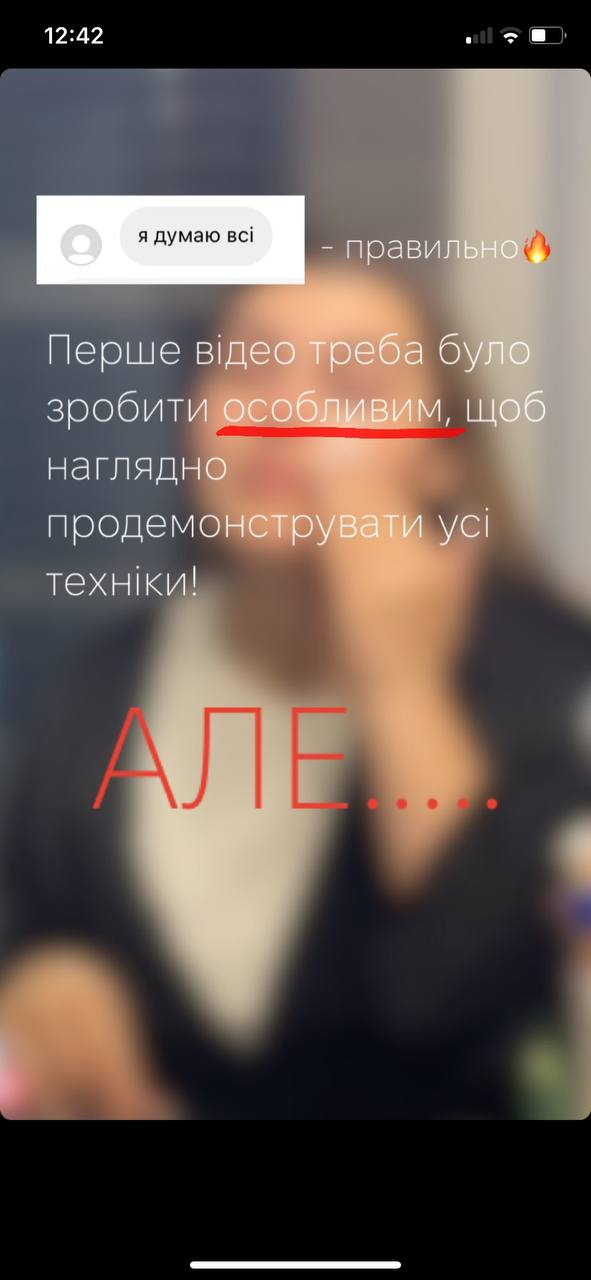 12:42
я думаю всі
- правильно🔥
Перше відео треба було
зробити особливим, щоб
наглядно
продемонструвати усі
техніки!
АЛЕ.....